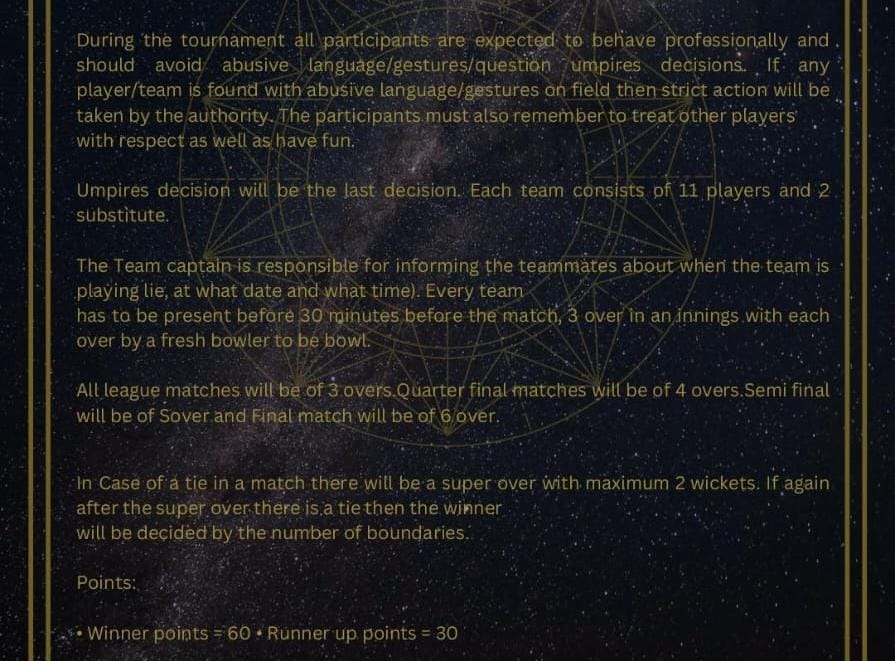 During the tournament all participants are expected to behave professionally and
should avoid abusive language/gestures/question umpires decisions. If any
player/team is found with abusive language/gestures on field then strict action will be
taken by the authority. The participants must also remember to treat other players'
with respect as well as have fun.
Umpires decision will be the last decision. Each team consists of 11 players and 2
substitute.
The Team captain is responsible for informing the teammates about when the team is
playing lie, at what date and what time). Every team
has to be present before 30 minutes before the match, 3 over in an innings with each
over by a fresh bowler to be bowl.
All league matches will be of 3 overs.Quarter final matches will be of 4 overs.Semi final
will be of Sover and Final match will be of 6 over.
In Case of a tie in a match there will be a super over with maximum 2 wickets. If again
after the super over there is a tie then the winner
will be decided by the number of boundaries.
Points:
• Winner points = 60 • Runner up points = 30